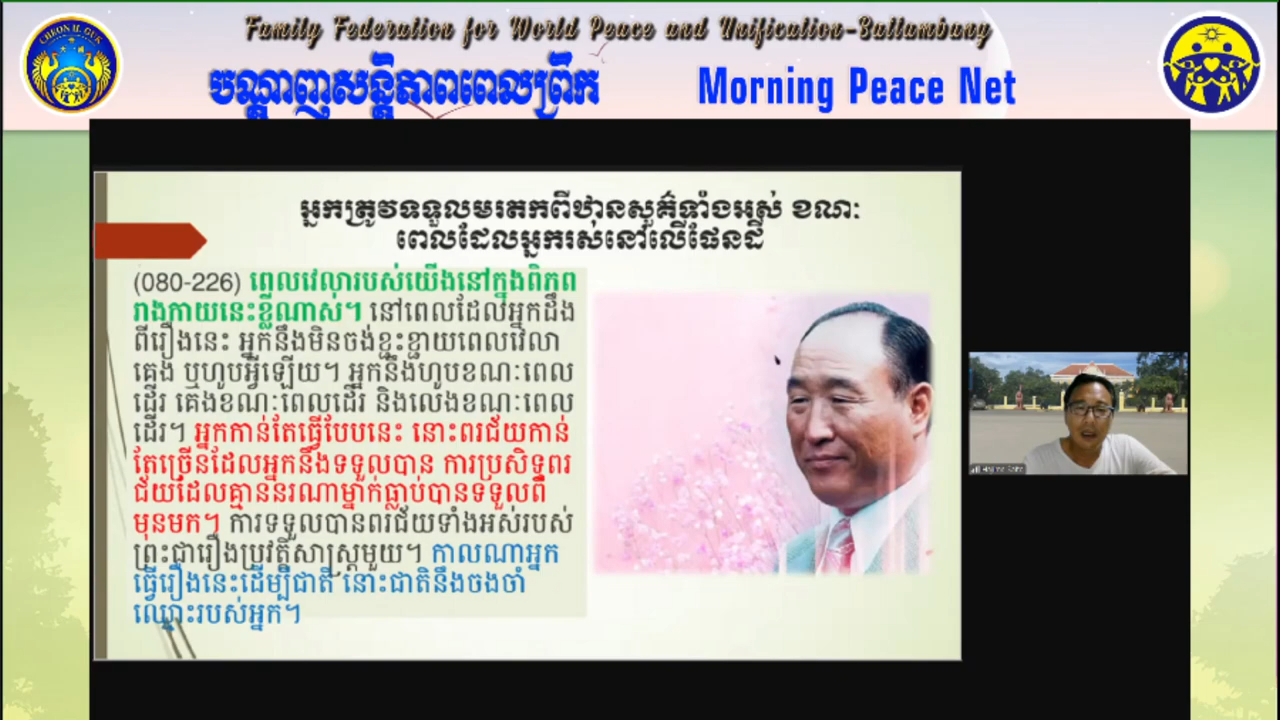 Family Federation for World Peace and Unification-Battambang
បណ្តាញសន្តិភាពពេលព្រឹក Morning Peace Net
CHEON IL GUK
អ្នកត្រូវទទួលមរតកពីឋានសួគ៌ទាំងអស់ ខណៈ
ពេលដែលអ្នករស់នៅលើផែនដី
(080-226) ពេលវេលារបស់យើងនៅក្នុងពិភព
រាងកាយនេះខ្លីណាស់។ នៅពេលដែលអ្នកដឹង
ពីរឿងនេះ អ្នកនឹងមិនចង់ខ្ជះខ្ជាយពេលវេលា
គេង ឬហូបអ្វីឡើយ។ អ្នកនឹងហូបខណៈពេល
ដើរ គេងខណៈពេលដើរ និងលេងខណៈពេល
ដើរ។ អ្នកកាន់តែធ្វើបែបនេះ នោះពរជ័យកាន់
តែច្រើនដែលអ្នកនឹងទទួលបាន ការប្រសិទ្ធពរ
ជ័យដែលគ្មាននរណាម្នាក់ធ្លាប់បានទទួលពី
មុនមក។ ការទទួលបានពរជ័យទាំងអស់របស់
ព្រះជារឿងប្រវត្តិសាស្ត្រមួយ។ កាលណាអ្នក
ធ្វើរឿងនេះដើម្បីជាតិ នោះជាតិនឹងចងចាំ
ឈ្មោះរបស់អ្នក។